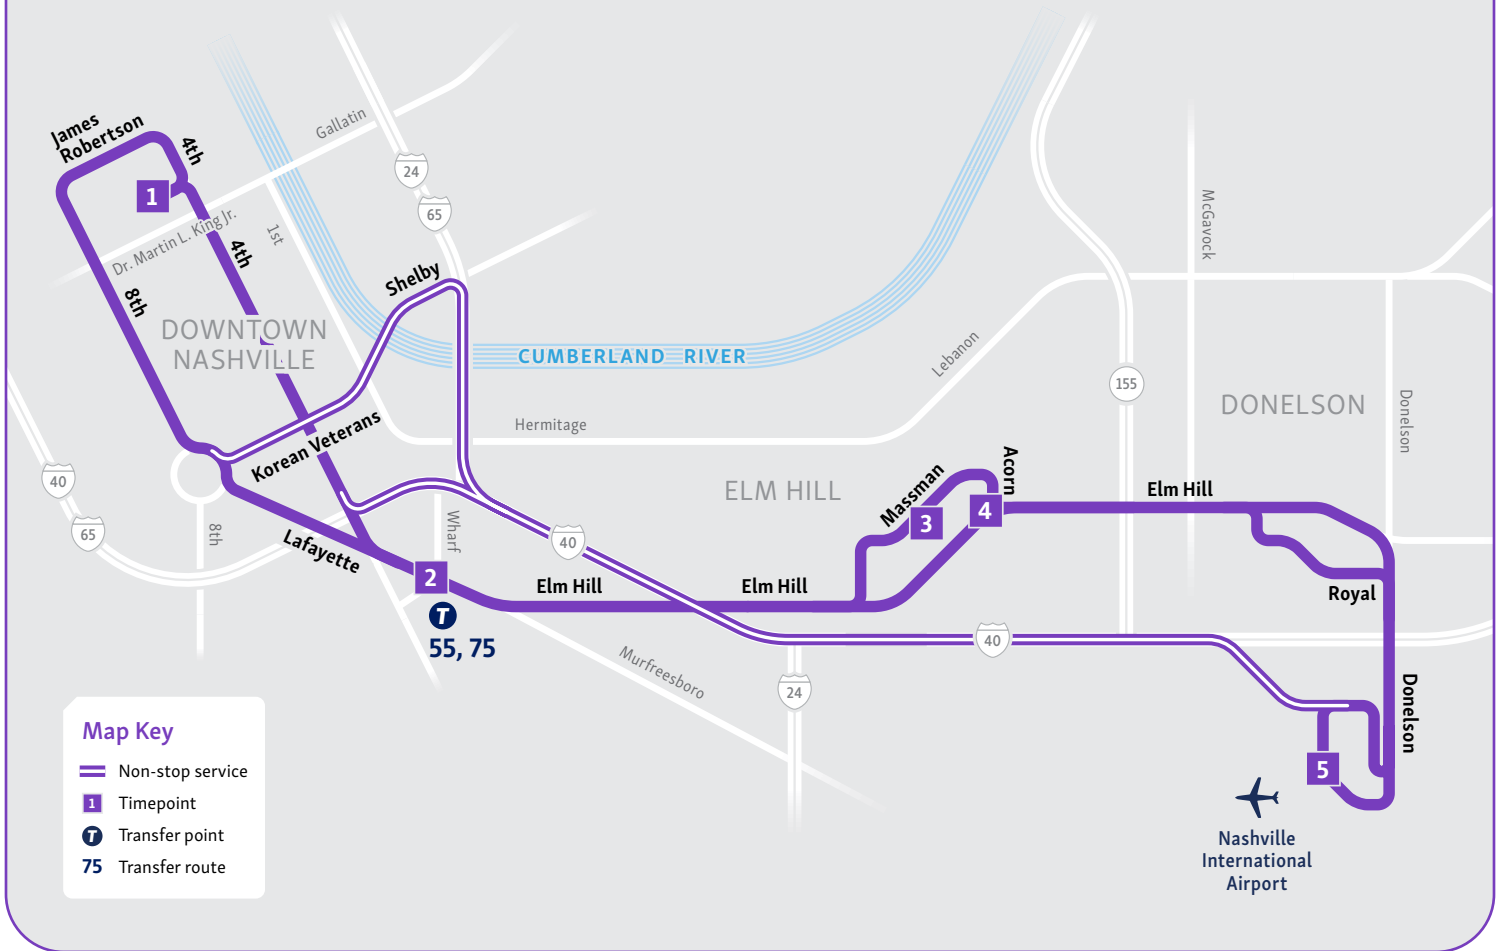 James
Robertson
4th
Gallatin
24
1
65
Dr. Martin L. King Jr.
1st
4th
McGavock
8th
Shelby
DOWNTOWN
NASHVILLE
CUMBERLAND RIVER
Lebanon
155
DONELSON
Donelson
Korean Veterans
Hermitage
40
65
8th
Lafayette
Wharf
40
ELM HILL
Massman
Acorn
3
4
Elm Hill
2
T
55, 75
Elm Hill
Elm Hill
Royal
Murfreesboro
24
40
Donelson
5
Nashville
International
Airport
Map Key
Non-stop service
1 Timepoint
T Transfer point
75 Transfer route